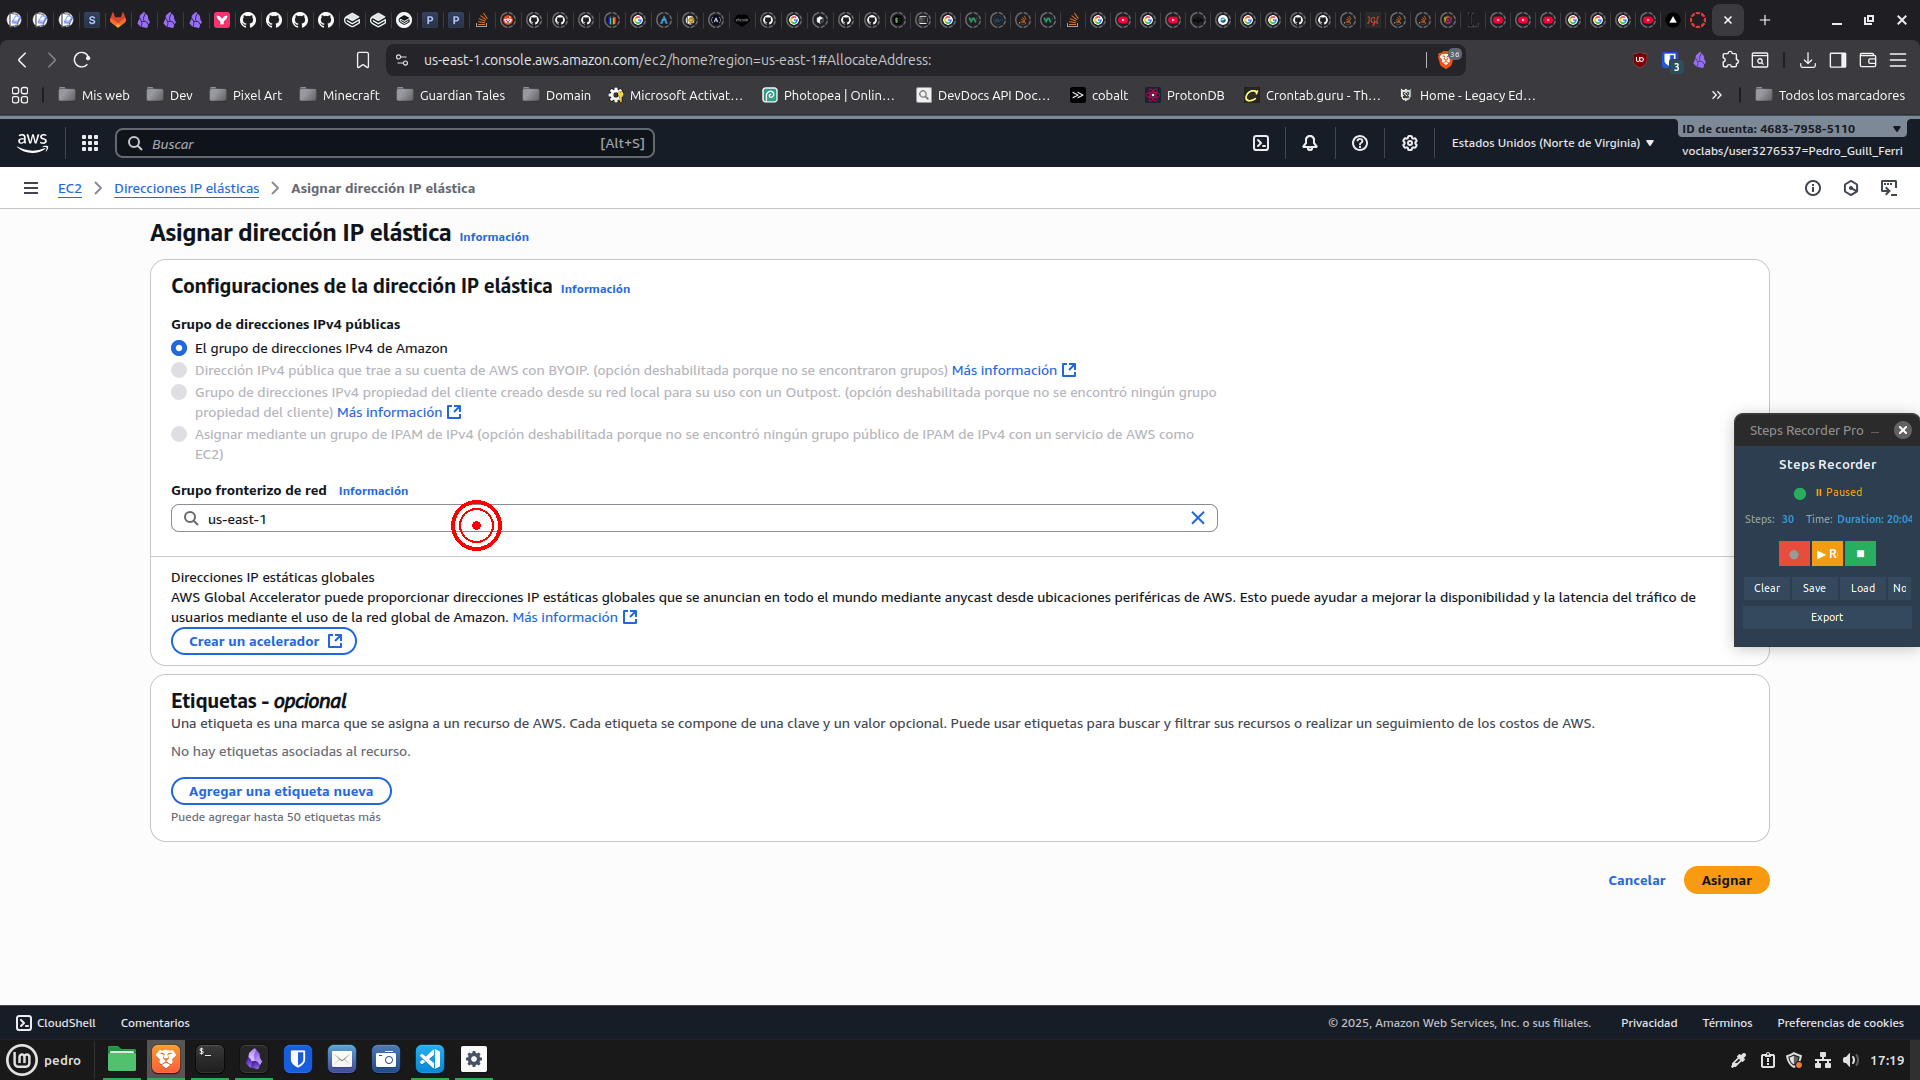 us-east-1.console.aws.amazon.com/ec2/home?region=us-east-1#AllocateAddress:
Mis web
Dev
Pixel Art
Minecraft
Guardian Tales
Domain
Microsoft Activat...
Photopea | Onlin...
DevDocs API Doc...
cobalt
ProtonDB
Crontab.guru - Th...
Home - Legacy Ed...
Todos los marcadores
aws
Buscar
[Alt+S]
Estados Unidos (Norte de Virginia)
ID de cuenta: 4683-7958-5110
voclabs/user3276537=Pedro_Guill_Ferri
EC2
Direcciones IP elásticas
Asignar dirección IP elástica
Asignar dirección IP elástica Información
Configuraciones de la dirección IP elástica Información
Grupo de direcciones IPv4 públicas
El grupo de direcciones IPv4 de Amazon
Dirección IPv4 pública que trae a su cuenta de AWS con BYOIP. (opción deshabilitada porque no se encontraron grupos) Más información
Grupo de direcciones IPv4 propiedad del cliente creado desde su red local para su uso con un Outpost. (opción deshabilitada porque no se encontró ningún grupo
propiedad del cliente) Más información
Asignar mediante un grupo de IPAM de IPv4 (opción deshabilitada porque no se encontró ningún grupo público de IPAM de IPv4 con un servicio de AWS como
EC2)
Grupo fronterizo de red Información
us-east-1
Direcciones IP estáticas globales
AWS Global Accelerator puede proporcionar direcciones IP estáticas globales que se anuncian en todo el mundo mediante anycast desde ubicaciones periféricas de AWS. Esto puede ayudar a mejorar la disponibilidad y la latencia del tráfico de
usuarios mediante el uso de la red global de Amazon. Más información
Crear un acelerador
Etiquetas - opcional
Una etiqueta es una marca que se asigna a un recurso de AWS. Cada etiqueta se compone de una clave y un valor opcional. Puede usar etiquetas para buscar y filtrar sus recursos o realizar un seguimiento de los costos de AWS.
No hay etiquetas asociadas al recurso.
Agregar una etiqueta nueva
Puede agregar hasta 50 etiquetas más
Cancelar
Asignar
Steps Recorder Pro
Steps Recorder
Paused
Steps: 30 Time: Duration: 20:04
R
Clear
Save
Load
No
Export
CloudShell
Comentarios
© 2025, Amazon Web Services, Inc. o sus filiales.
Privacidad
Términos
Preferencias de cookies
pedro
17:19